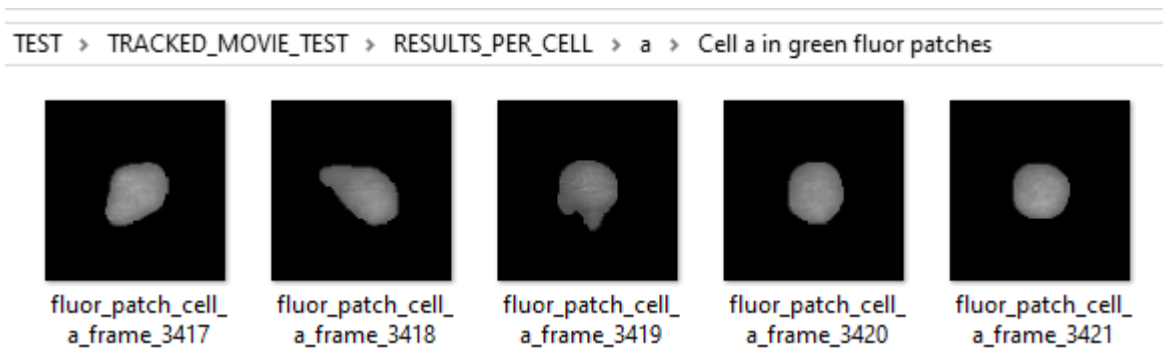 TEST > TRACKED_MOVIE_TEST > RESULTS_PER_CELL > a > Cell a in green fluor patches
fluor_patch_cell_
a_frame_3417
fluor_patch_cell_
a_frame_3418
fluor_patch_cell_
a_frame_3419
fluor_patch_cell_
a_frame_3420
fluor_patch_cell_
a_frame_3421